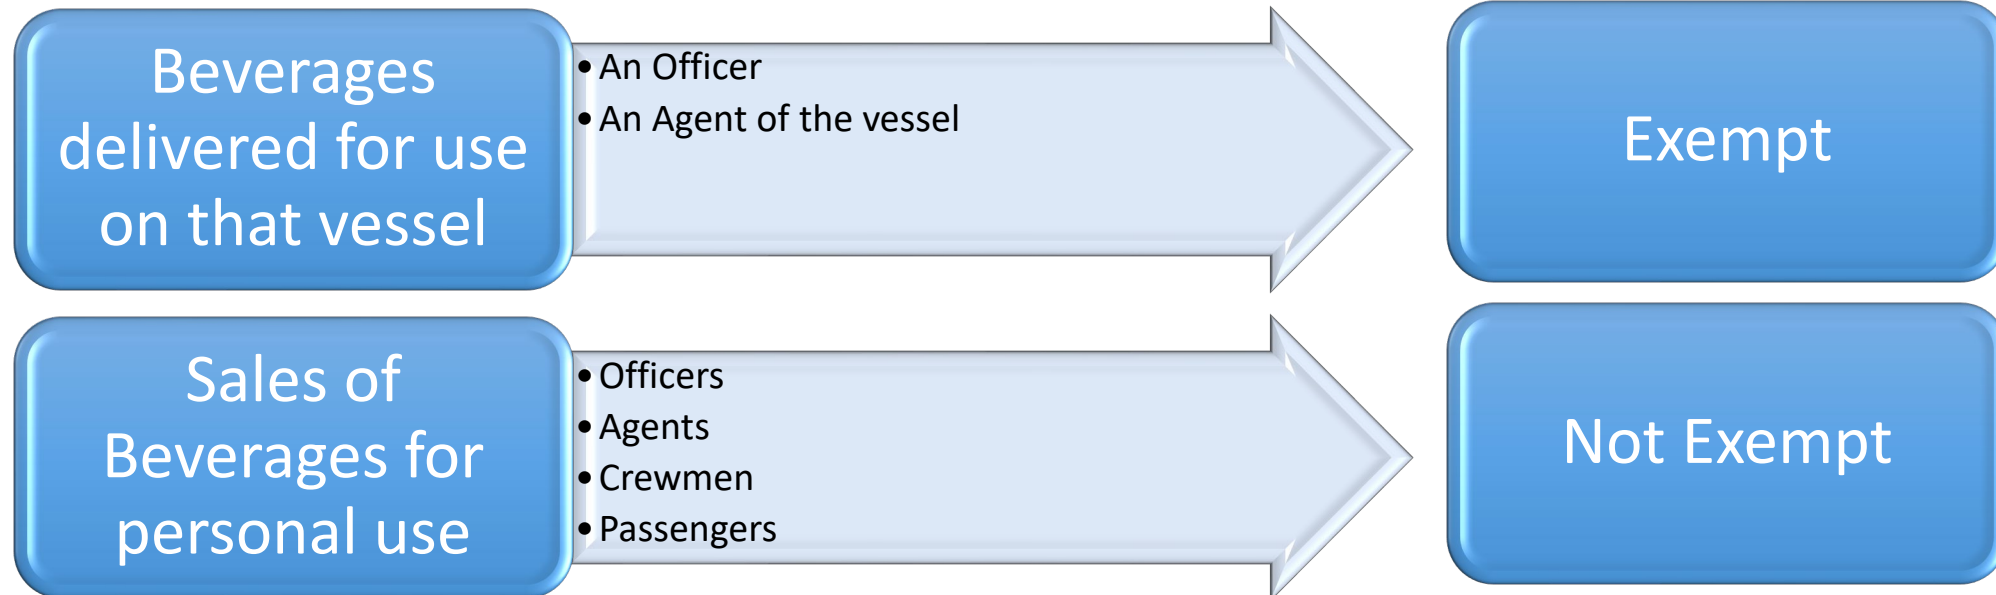 Beverages
delivered for use
on that vessel
• An Officer
• An Agent of the vessel
Exempt
Sales of
Beverages for
personal use
• Officers
• Agents
• Crewmen
• Passengers
Not Exempt